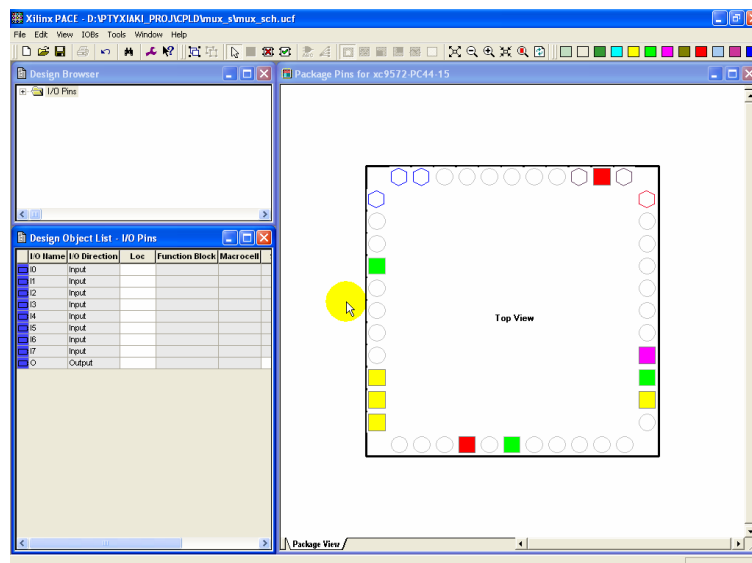 Xilinx PACE - D:\PTYXIAKI_PROJ\CPLD\mux_s\mux_sch.ucf
File Edit View IOBs Tools Window Help
Design Browser
I/O Pins
Design Object List - I/O Pins
I/O Name I/O Direction Loc Function Block Macrocell
I0 Input
I1 Input
I2 Input
I3 Input
I4 Input
I5 Input
I6 Input
I7 Input
O Output
Package Pins for xc9572-PC44-15
Top View
Package View